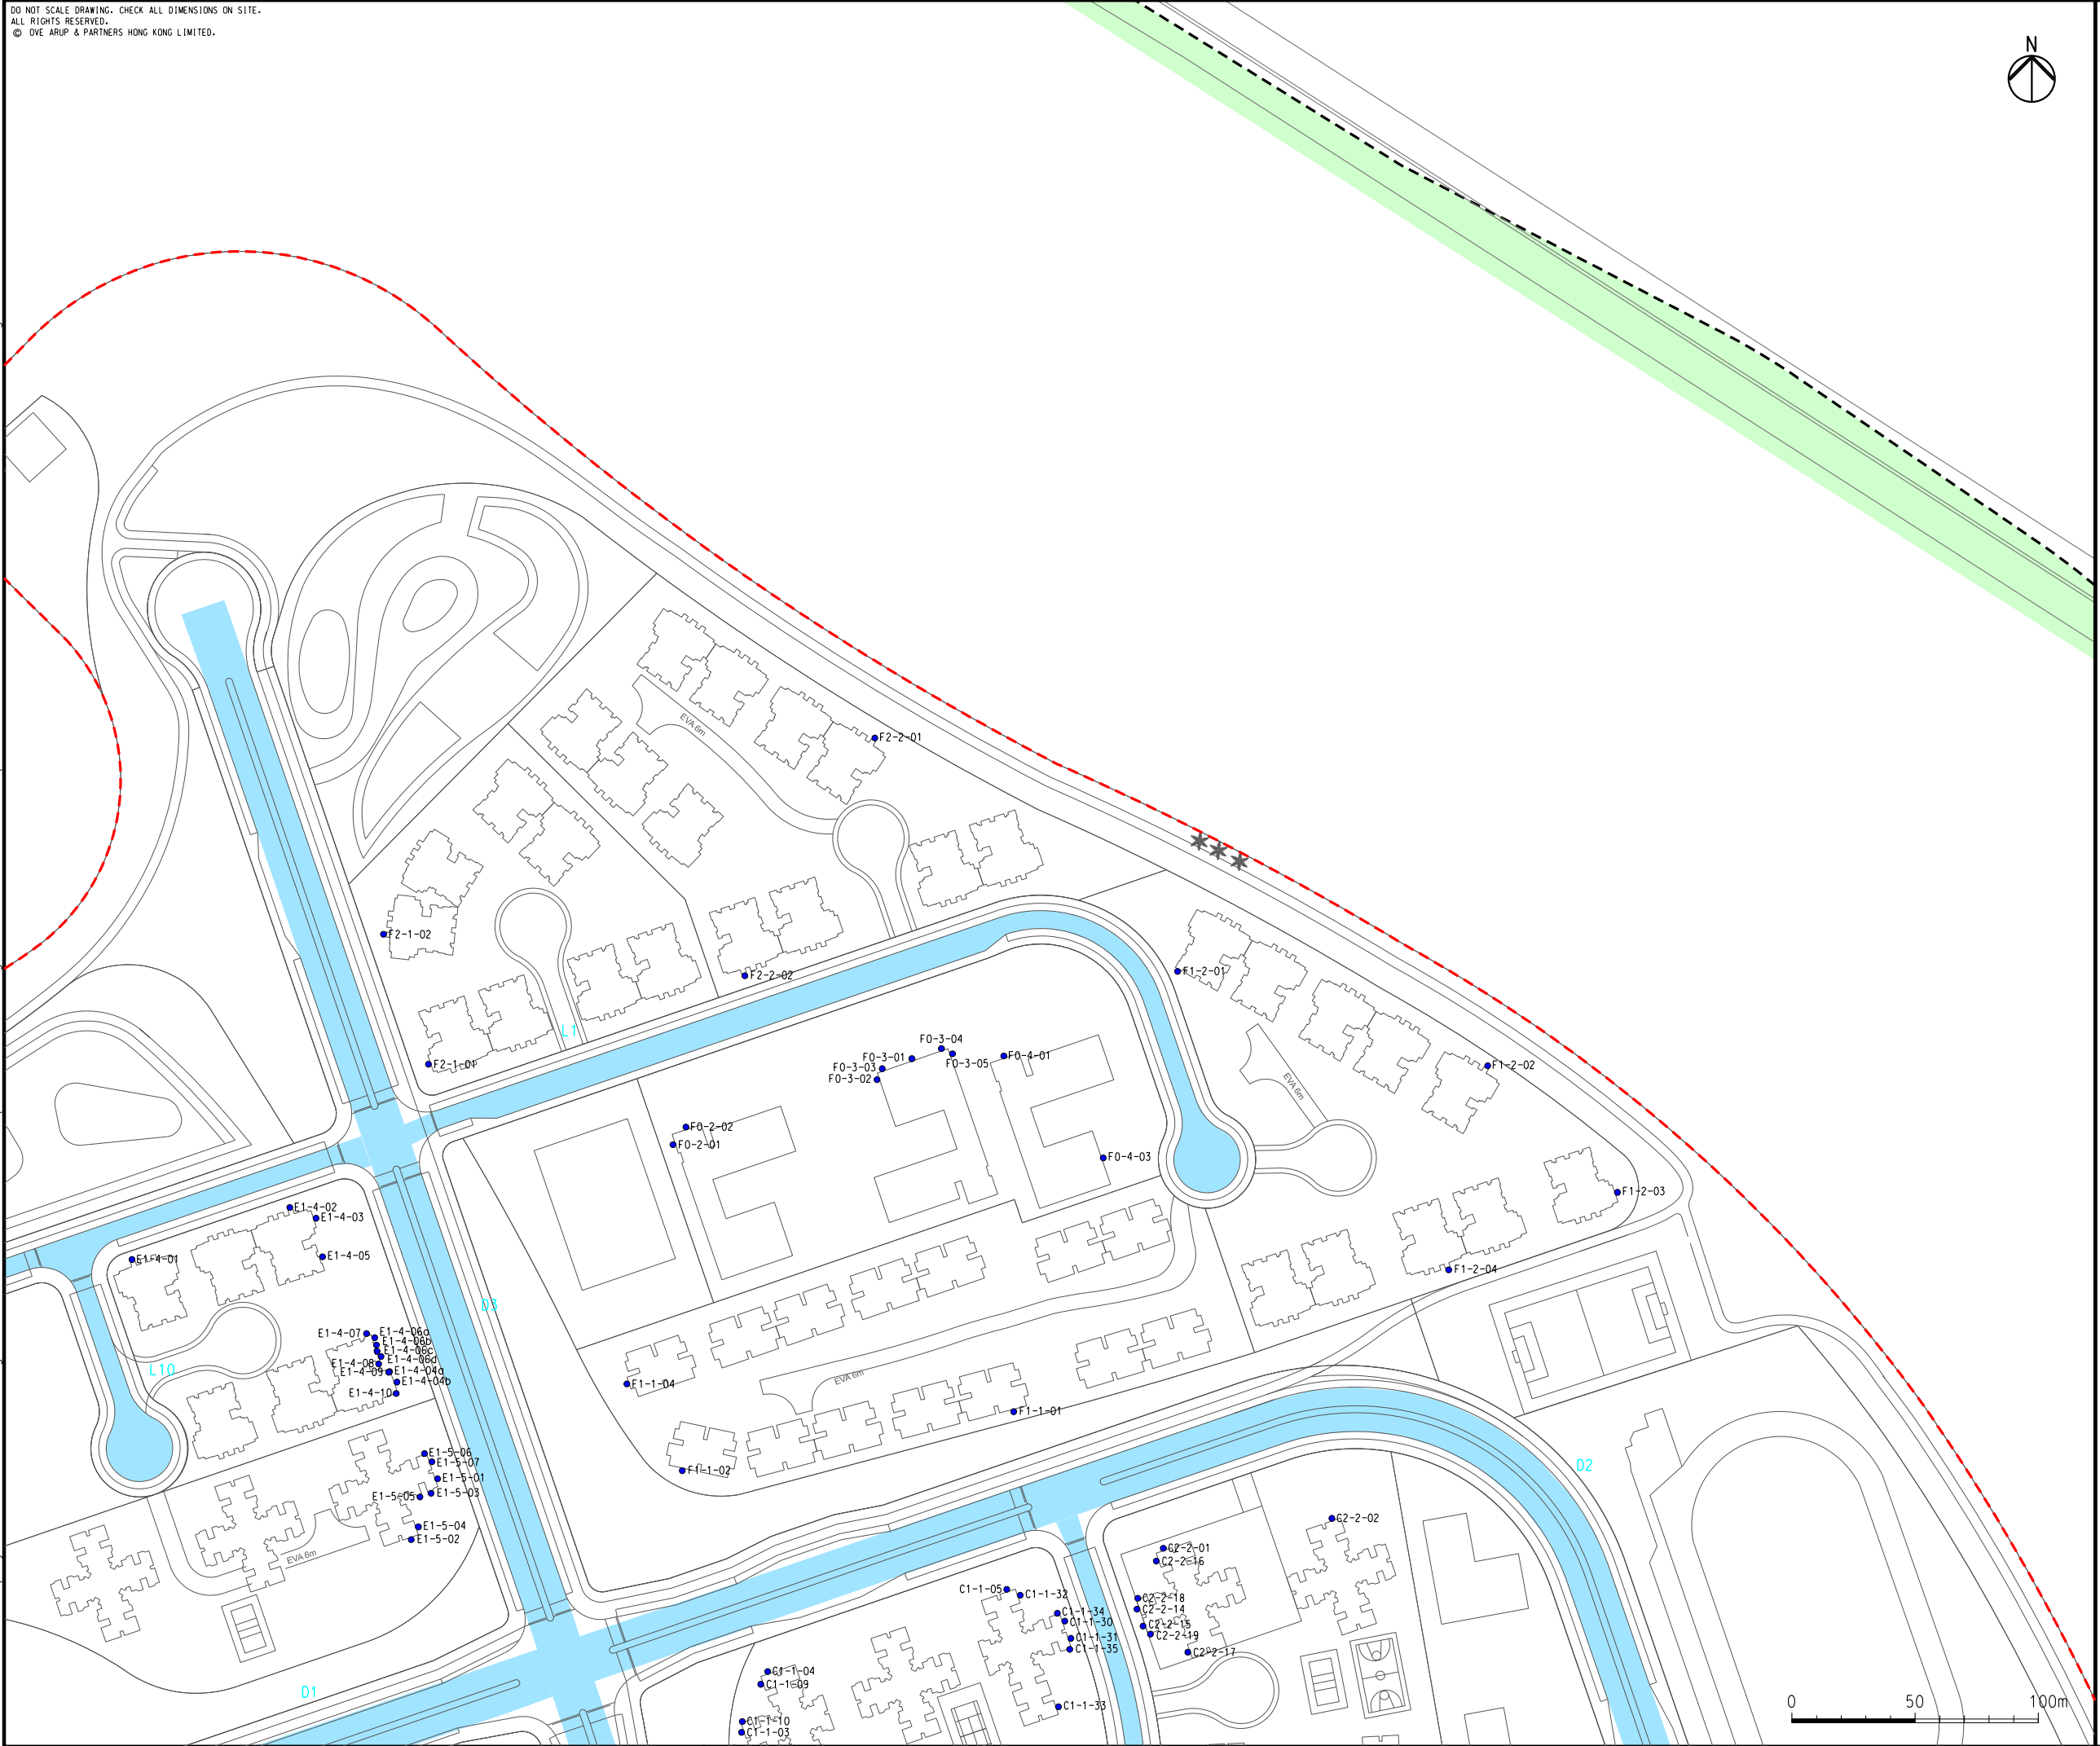 DO NOT SCALE DRAWING. CHECK ALL DIMENSIONS ON SITE.
ALL RIGHTS RESERVED.
© OVE ARUP & PARTNERS HONG KONG LIMITED.
N
EVA 6m
F2-2-01
F2-1-02
F2-2-02
F1-2-01
L1
F2-1-01
F0-3-04
F0-3-01
F0-3-05
F0-4-01
F0-3-03
F0-3-02
F1-2-02
EVA 6m
F0-2-02
F0-2-01
F0-4-03
F1-2-03
E1-4-02
E1-4-03
E1-4-01
E1-4-05
F1-2-04
D3
E1-4-07
E1-4-06a
E1-4-06b
E1-4-06c
E1-4-06d
E1-4-08
E1-4-09
E1-4-04a
E1-4-04b
E1-4-10
L10
F1-1-04
EVA 6m
F1-1-01
E1-5-06
E1-5-07
F1-1-02
D2
E1-5-01
E1-5-05
E1-5-03
E1-5-04
E1-5-02
EVA 6m
C2-2-02
C2-2-01
C2-2-16
C1-1-05
C1-1-32
C2-2-18
C2-2-14
C1-1-34
C1-1-30
C2-2-15
C2-2-19
C1-1-31
C1-1-35
C2-2-17
C1-1-04
C1-1-09
D1
C1-1-33
C1-1-10
C1-1-03
0 50 100m